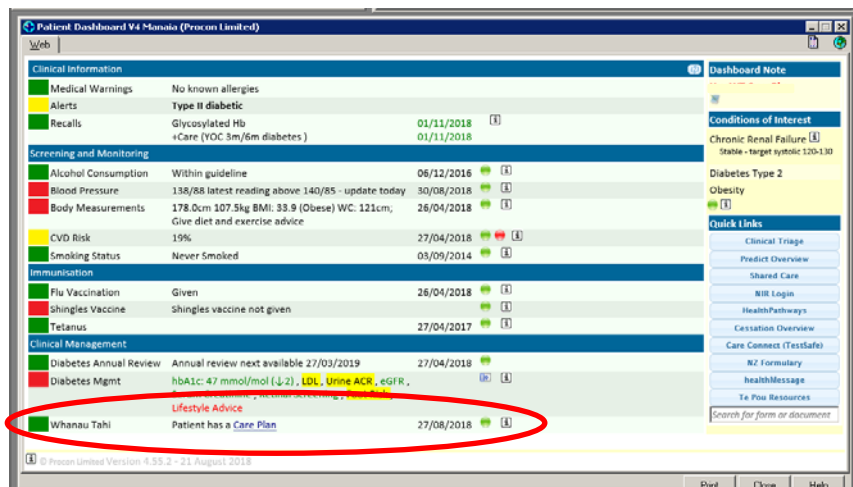 Patient Dashboard V4 Manaia (Procon Limited)
Web
Clinical Information
Medical Warnings No known allergies
Alerts Type II diabetic
Recalls Glycosylated Hb 01/11/2018
+Care (YOC 3m/6m diabetes ) 01/11/2018
Screening and Monitoring
Alcohol Consumption Within guideline 06/12/2016
Blood Pressure 138/88 latest reading above 140/85 - update today 30/08/2018
Body Measurements 178.0cm 107.5kg BMI: 33.9 (Obese) WC: 121cm; 26/04/2018
Give diet and exercise advice
CVD Risk 19% 27/04/2018
Smoking Status Never Smoked 03/09/2014
Immunisation
Flu Vaccination Given 26/04/2018
Shingles Vaccine Shingles vaccine not given
Tetanus 27/04/2017
Clinical Management
Diabetes Annual Review Annual review next available 27/03/2019 27/04/2018
Diabetes Mgmt hbA1c: 47 mmol/mol (↓2) , LDL , Urine ACR , eGFR ,
Lifestyle Advice
Whanau Tahi Patient has a Care Plan 27/08/2018
© Procon Limited Version 4.55.2 - 21 August 2018
Dashboard Note
Conditions of Interest
Chronic Renal Failure
Stable - target systolic 120-130
Diabetes Type 2
Obesity
Quick Links
Clinical Triage
Predict Overview
Shared Care
NIR Login
HealthPathways
Cessation Overview
Care Connect (TestSafe)
NZ Formulary
healthMessage
Te Pou Resources
Search for form or document
Print Close Help